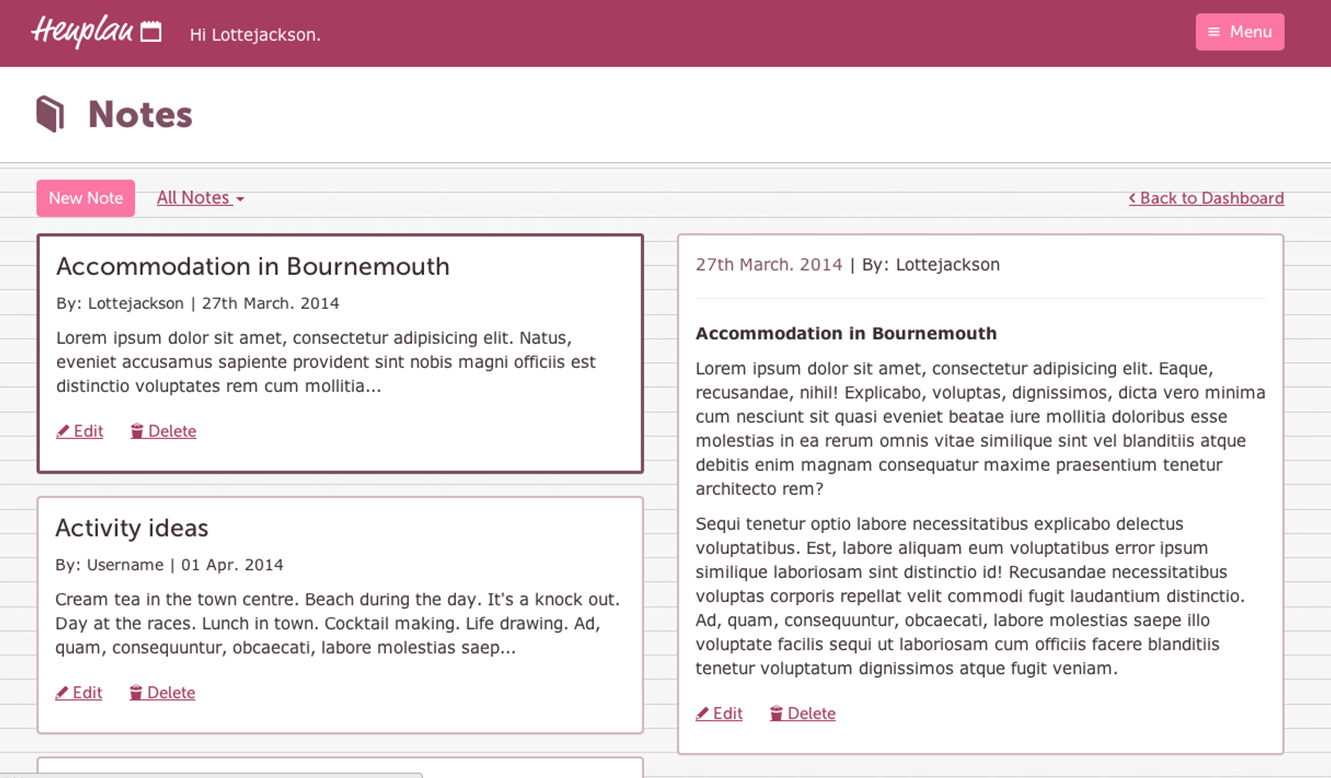 Henplan
Hi Lottejackson.
Menu
Notes
New Note
All Notes
Back to Dashboard
Accommodation in Bournemouth
By: Lottejackson | 27th March. 2014
Lorem ipsum dolor sit amet, consectetur adipisicing elit. Natus,
eveniet accusamus sapiente provident sint nobis magni officiis est
distinctio voluptates rem cum mollitia...
Edit
Delete
Activity ideas
By: Username | 01 Apr. 2014
Cream tea in the town centre. Beach during the day. It's a knock out.
Day at the races. Lunch in town. Cocktail making. Life drawing. Ad,
quam, consequuntur, obcaecati, labore molestias saep...
Edit
Delete
27th March. 2014 | By: Lottejackson
Accommodation in Bournemouth
Lorem ipsum dolor sit amet, consectetur adipisicing elit. Eaque,
recusandae, nihil! Explicabo, voluptas, dignissimos, dicta vero minima
cum nesciunt sit quasi eveniet beatae iure mollitia doloribus esse
molestias in ea rerum omnis vitae similique sint vel blanditiis atque
debitis enim magnam consequatur maxime praesentium tenetur
architecto rem?
Sequi tenetur optio labore necessitatibus explicabo delectus
voluptatibus. Est, labore aliquam eum voluptatibus error ipsum
similique laboriosam sint distinctio id! Recusandae necessitatibus
voluptas corporis repellat velit commodi fugit laudantium distinctio.
Ad, quam, consequuntur, obcaecati, labore molestias saepe illo
voluptate facilis sequi ut laboriosam cum officiis facere blanditiis
tenetur voluptatum dignissimos atque fugit veniam.
Edit
Delete